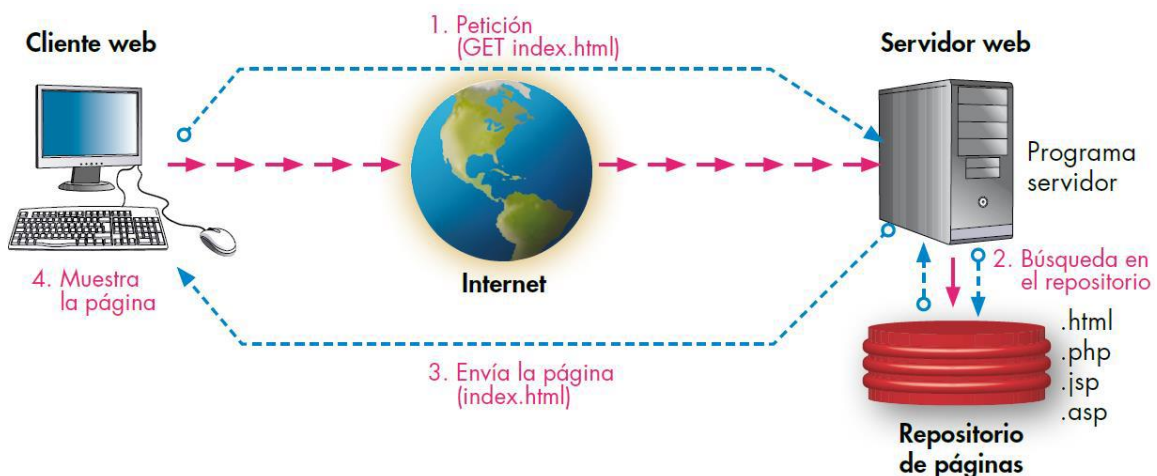 Cliente web
1. Petición
(GET index.html)
Servidor web
Programa
servidor
Internet
2. Búsqueda en
el repositorio
4. Muestra
la página
3. Envía la página
(index.html)
.html
.php
.jsp
.asp
Repositorio
de páginas